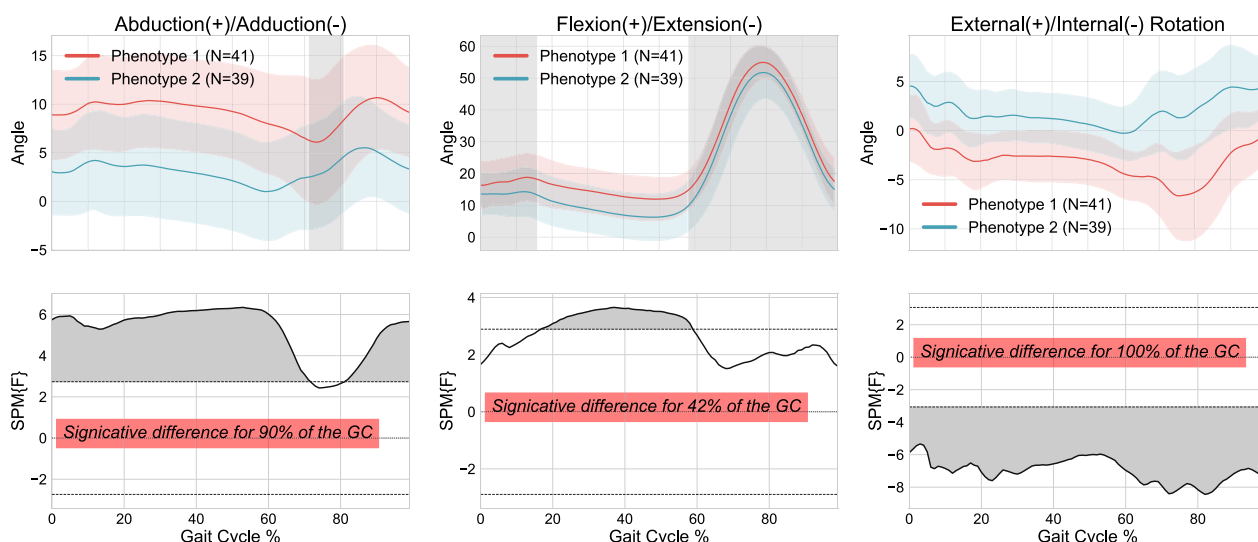 Abduction(+)/Adduction(-)
Angle
15
10
5
0
−5
Phenotype 1 (N=41)
Phenotype 2 (N=39)
Flexion(+)/Extension(-)
Angle
60
50
40
30
20
10
0
Phenotype 1 (N=41)
Phenotype 2 (N=39)
External(+)/Internal(-) Rotation
Angle
5
0
−5
−10
Phenotype 1 (N=41)
Phenotype 2 (N=39)
SPM{F}
6
4
2
0
−2
Signicative difference for 90% of the GC
0 20 40 60 80
Gait Cycle %
SPM{F}
4
2
0
−2
Signicative difference for 42% of the GC
0 20 40 60 80
Gait Cycle %
SPM{F}
2
0
−2
−4
−6
−8
Signicative difference for 100% of the GC
0 20 40 60 80
Gait Cycle %